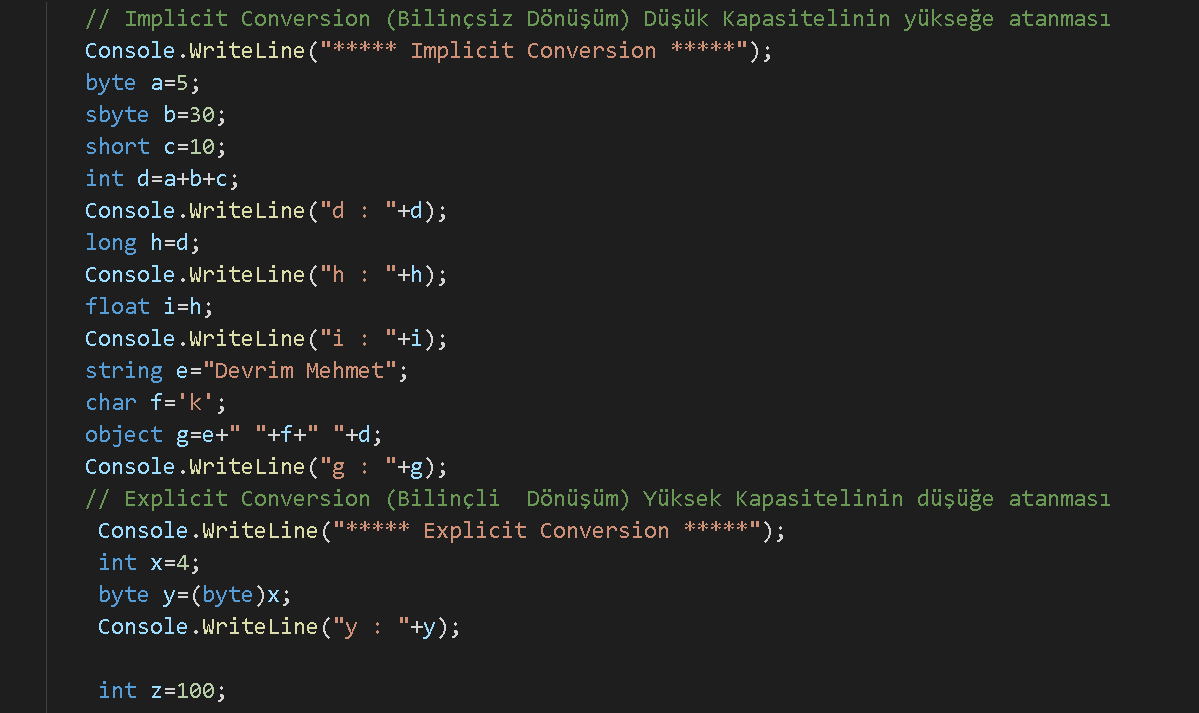 // Implicit Conversion (Bilinçsiz Dönüşüm) Düşük Kapasitelinin yükseğe atanması
Console.WriteLine("***** Implicit Conversion *****");
byte a=5;
sbyte b=30;
short c=10;
int d=a+b+c;
Console.WriteLine("d : "+d);
long h=d;
Console.WriteLine("h : "+h);
float i=h;
Console.WriteLine("i : "+i);
string e="Devrim Mehmet";
char f='k';
object g=e+" "+f+" "+d;
Console.WriteLine("g : "+g);
// Explicit Conversion (Bilinçli  Dönüşüm) Yüksek Kapasitelinin düşüğe atanması
Console.WriteLine("***** Explicit Conversion *****");
int x=4;
byte y=(byte)x;
Console.WriteLine("y : "+y);
int z=100;